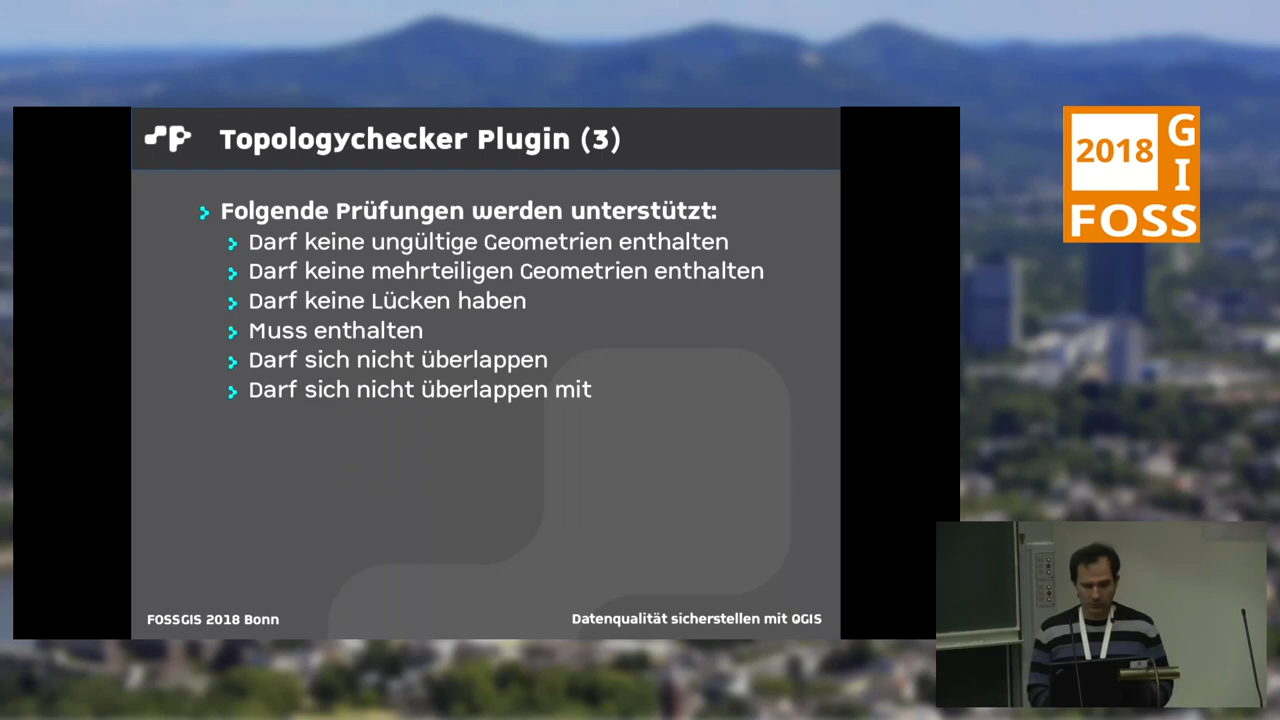 Topologychecker Plugin (3)
Folgende Prüfungen werden unterstützt:
Darf keine ungültige Geometrien enthalten
Darf keine mehrteiligen Geometrien enthalten
Darf keine Lücken haben
Muss enthalten
Darf sich nicht überlappen
Darf sich nicht überlappen mit
FOSSGIS 2018 Bonn
Datenqualität sicherstellen mit QGIS
2018
GI
FOSS